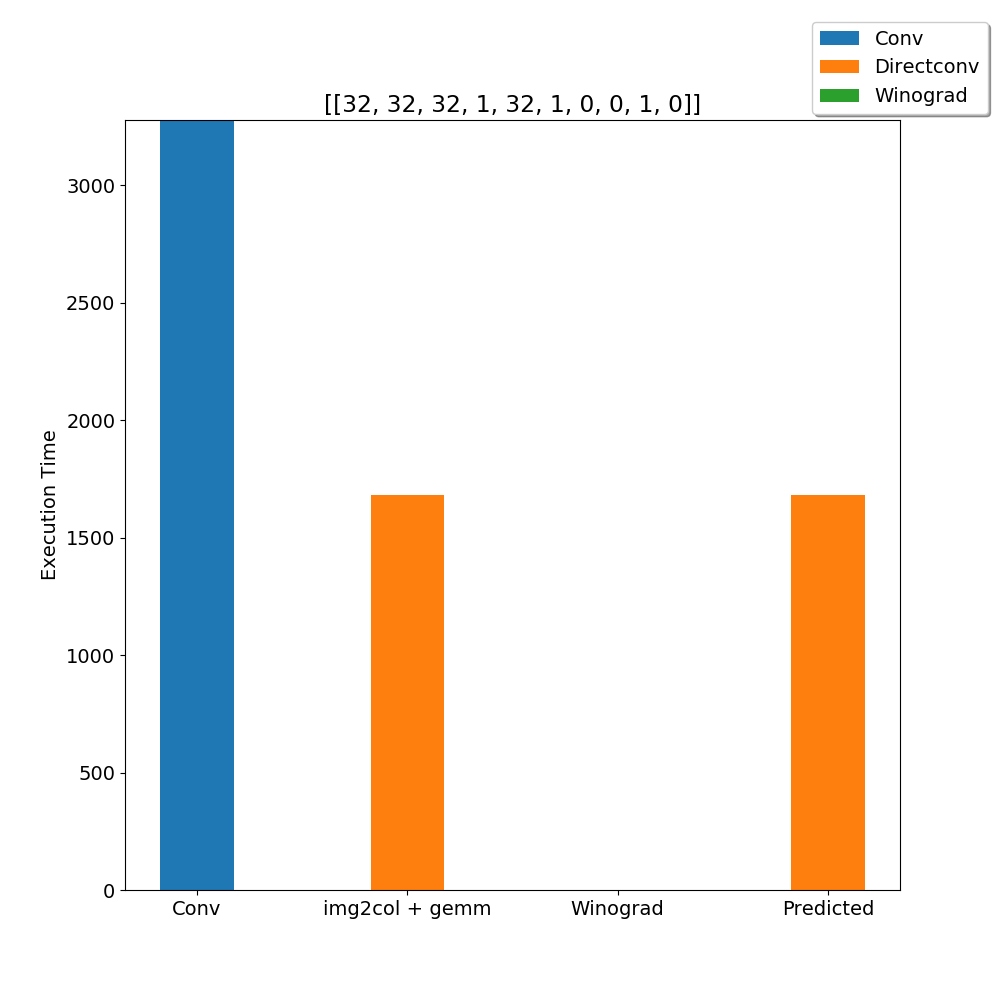 Conv
Directconv
Winograd
[[32, 32, 32, 1, 32, 1, 0, 0, 1, 0]]
3000
2500
2000
1500
1000
500
0
Execution Time
Conv
img2col + gemm
Winograd
Predicted